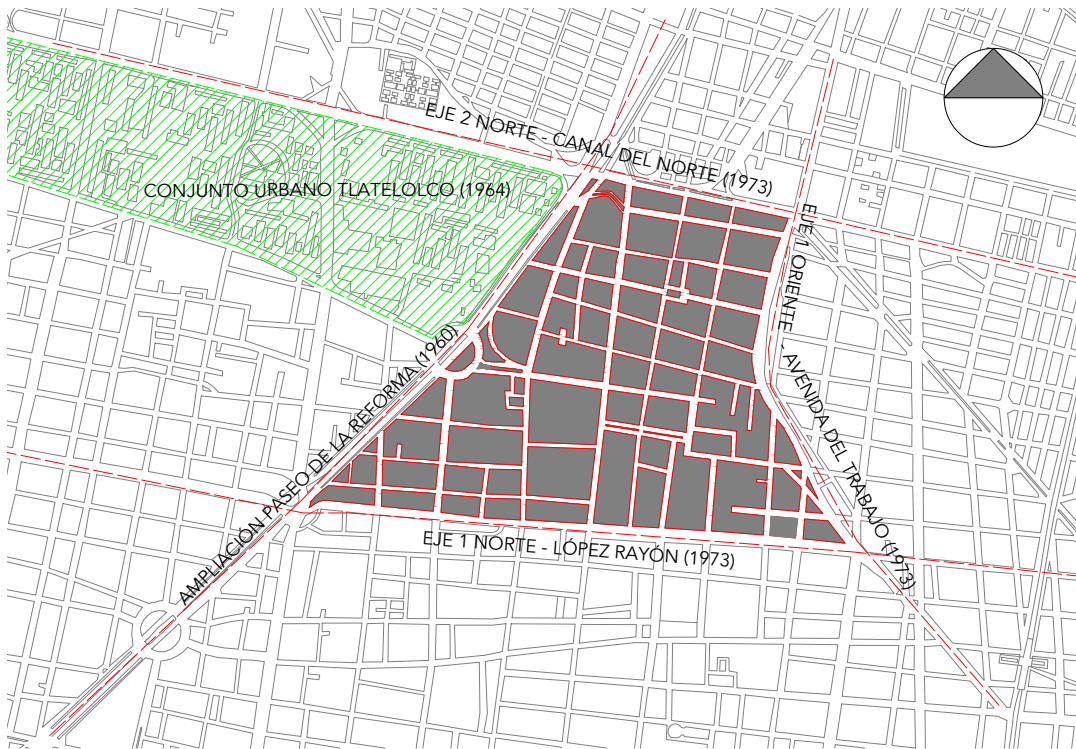 EJE 2 NORTE - CANAL DEL NORTE (1973)
CONJUNTO URBANO TLATELOLCO (1964)
EJE 1 ORIENTE - AVENIDA DEL TRABAJO (1973)
AMPLIACIÓN PASEO DE LA REFORMA (1960)
EJE 1 NORTE - LÓPEZ RAYÓN (1973)